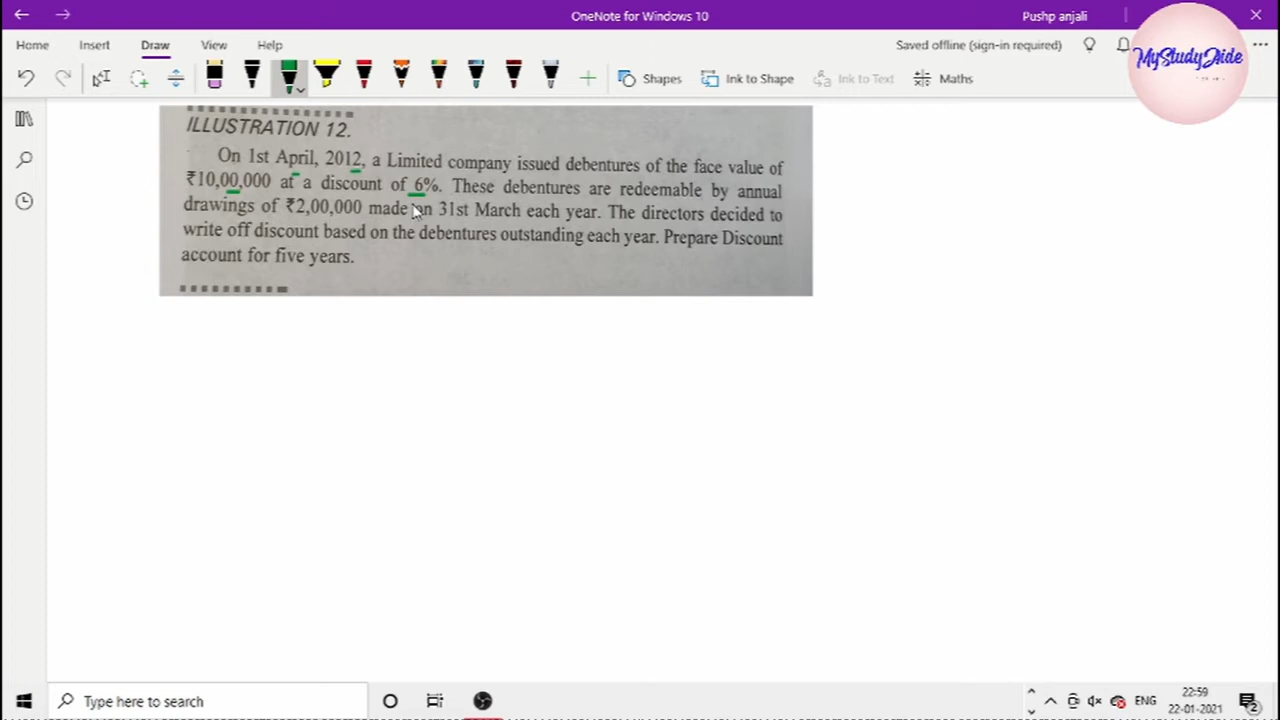 OneNote for Windows 10
Pushp anjali
Home
Insert
Draw
View
Help
Saved offline (sign-in required)
Shapes
Ink to Shape
Ink to Text
Maths
MyStudyAide
ILLUSTRATION 12.
On 1st April, 2012, a Limited company issued debentures of the face value of
₹10,00,000 at a discount of 6%. These debentures are redeemable by annual
drawings of ₹2,00,000 made on 31st March each year. The directors decided to
write off discount based on the debentures outstanding each year. Prepare Discount
account for five years.
Type here to search
ENG
22:59
22-01-2021
2